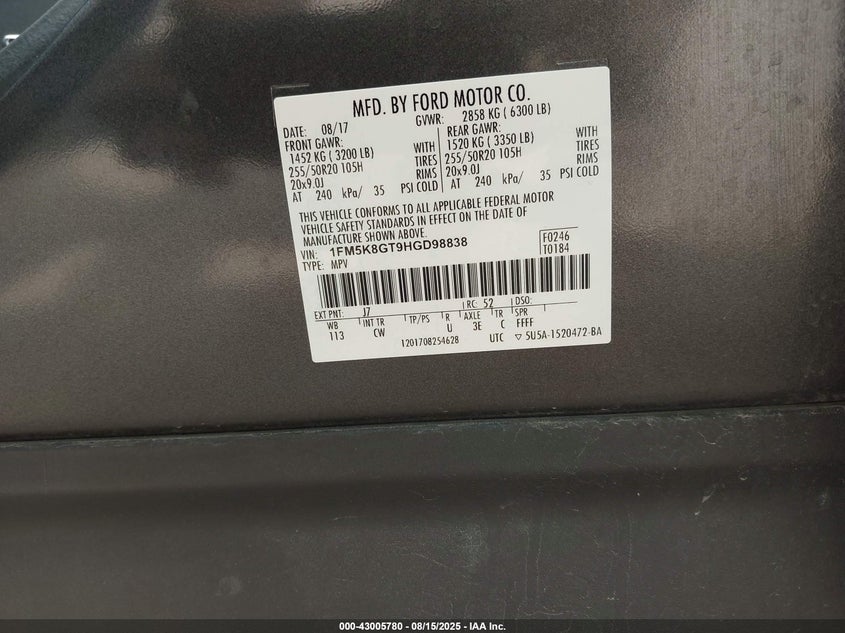 MFD. BY FORD MOTOR CO.
DATE: 08/17 GVWR: 2858 KG ( 6300 LB)
FRONT GAWR: REAR GAWR:
1452 KG ( 3200 LB) WITH 1520 KG ( 3350 LB) WITH
255/50R20 105H TIRES 255/50R20 105H TIRES
20x9.0J RIMS 20x9.0J RIMS
AT 240 kPa/ 35 PSI COLD AT 240 kPa/ 35 PSI COLD
THIS VEHICLE CONFORMS TO ALL APPLICABLE FEDERAL MOTOR
VEHICLE SAFETY STANDARDS IN EFFECT ON THE DATE OF
MANUFACTURE SHOWN ABOVE.
VIN: 1FM5K8GT9HGD98838 F0246
TYPE: MPV T0184
EXT PNT: J7 RC: 52 DSO:
WB INT TR TP/PS R AXLE TR SPR
113 CW U 3E C FFFF
1201708254628 UTC ▽ 5U5A-1520472-BA
000-43005780 - 08/15/2025 - IAA Inc.